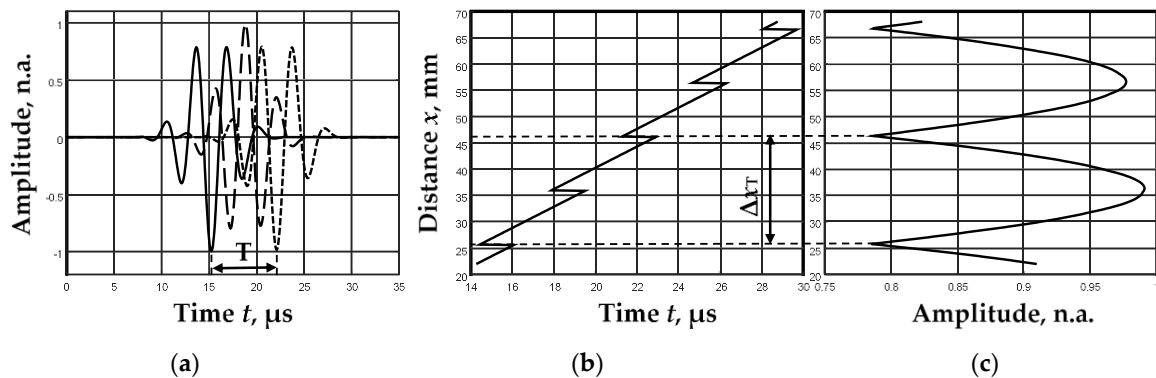 1
0.5
0
-0.5
-1
Amplitude, n.a.
T
0 5 10 15 20 25 30 35
Time t, μs
(a)
70
65
60
55
50
45
40
35
30
25
20
Distance x, mm
ΔxT
14 16 18 20 22 24 26 28 30
Time t, μs
(b)
70
65
60
55
50
45
40
35
30
25
20
0.75 0.8 0.85 0.9 0.95 1
Amplitude, n.a.
(c)